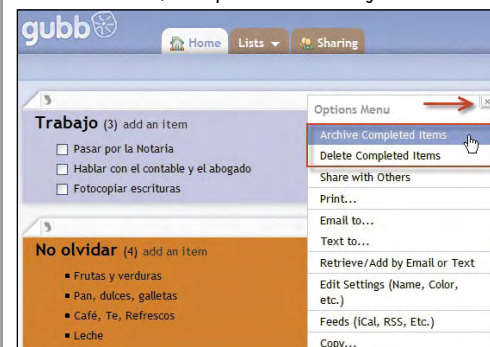 gubb
Home Lists Sharing
Trabajo (3) add an item
Pasar por la Notaria
Hablar con el contable y el abogado
Fotocopiar escrituras
No olvidar (4) add an item
Frutas y verduras
Pan, dulces, galletas
Café, Te, Refrescos
Leche
Options Menu
Archive Completed Items
Delete Completed Items
Share with Others
Print...
Email to...
Text to...
Retrieve/Add by Email or Text
Edit Settings (Name, Color,
etc.)
Feeds (iCal, RSS, Etc.)
Copy...